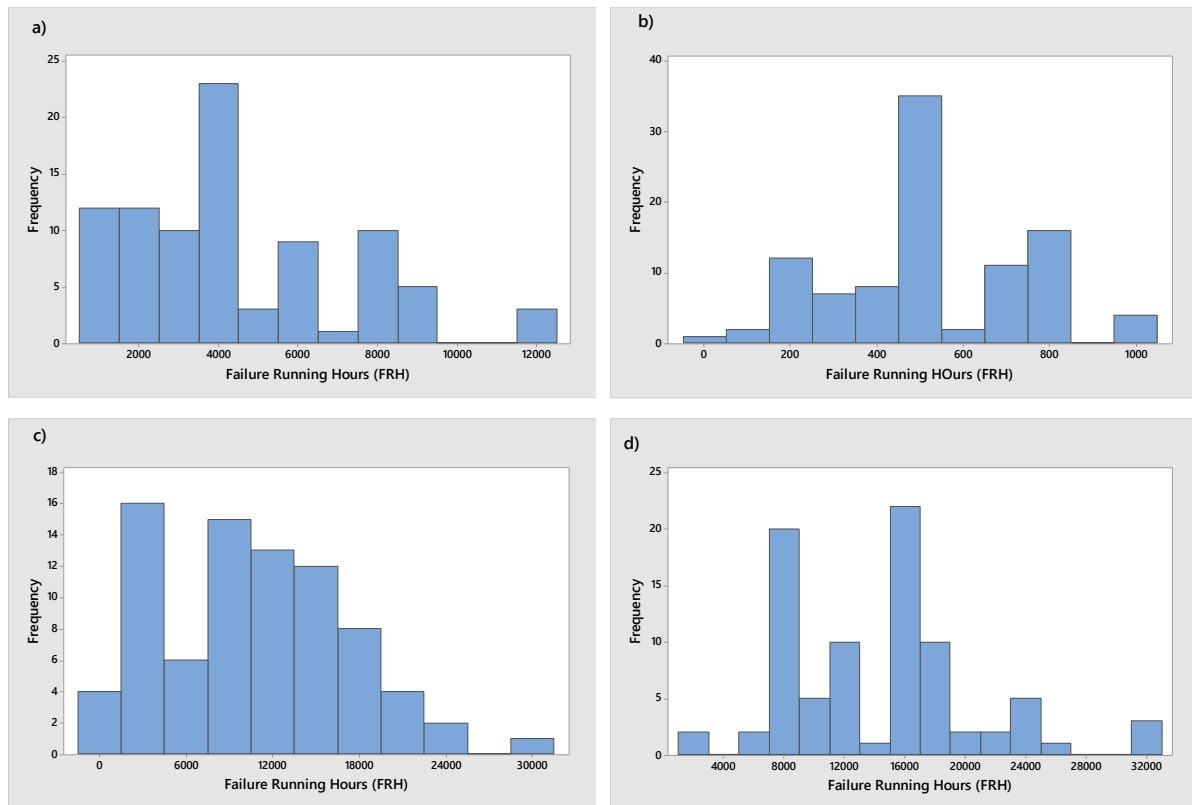 a)
25
20
15
10
5
0
Frequency
2000 4000 6000 8000 10000 12000
Failure Running Hours (FRH)
b)
40
30
20
10
0
Frequency
0 200 400 600 800 1000
Failure Running HOurs (FRH)
c)
18
16
14
12
10
8
6
4
2
0
Frequency
0 6000 12000 18000 24000 30000
Failure Running Hours (FRH)
d)
25
20
15
10
5
0
Frequency
4000 8000 12000 16000 20000 24000 28000 32000
Failure Running Hours (FRH)